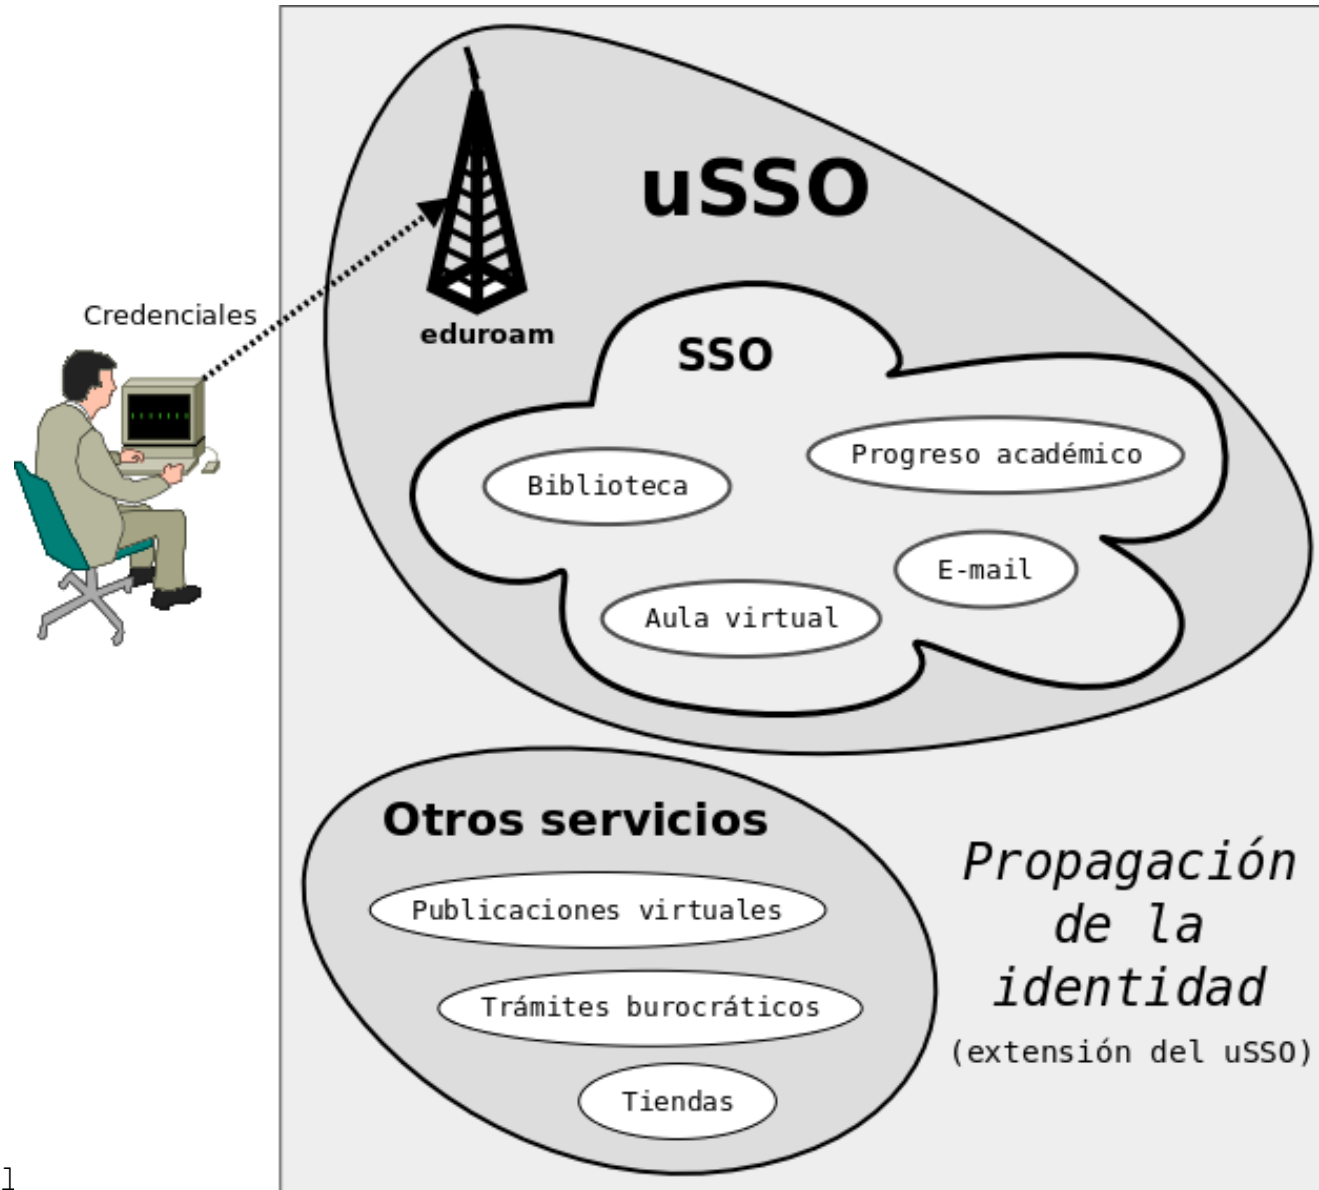 uSSO
Credenciales
eduroam
SSO
Progreso académico
Biblioteca
E-mail
Aula virtual
Otros servicios
Propagación
de la
identidad
(extensión del uSSO)
Publicaciones virtuales
Trámites burocráticos
Tiendas
l